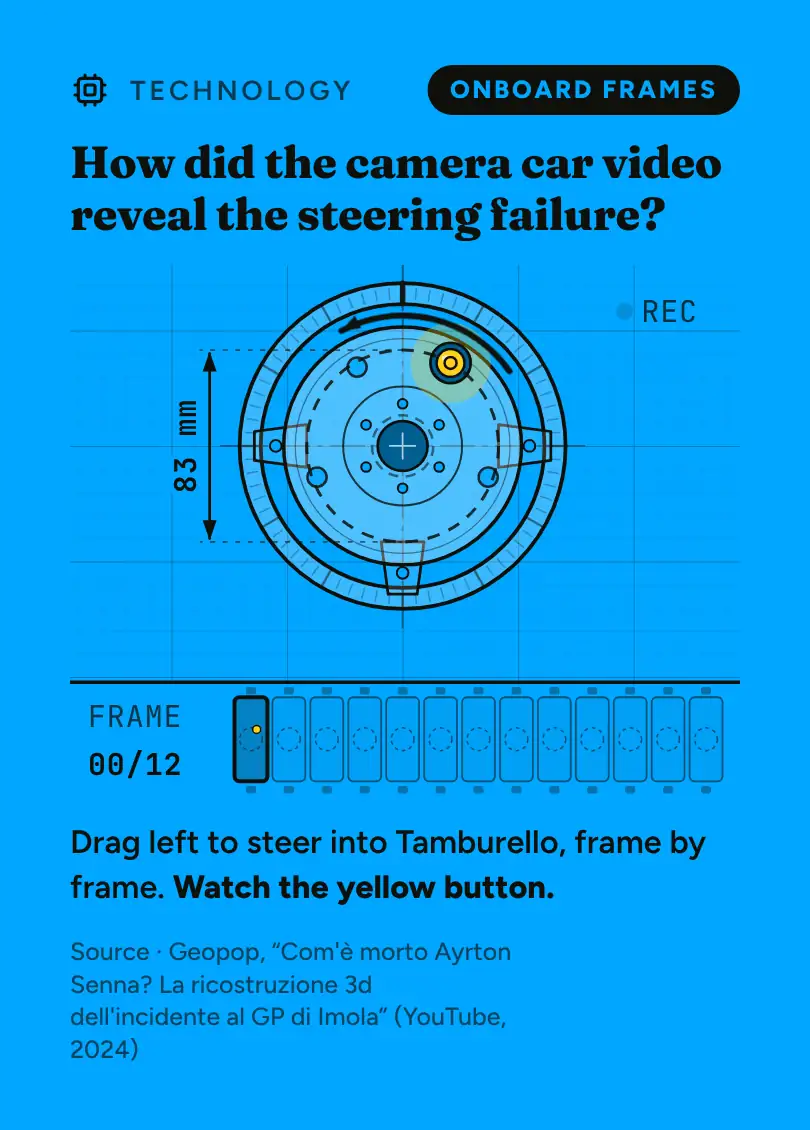 TECHNOLOGY
ONBOARD FRAMES
How did the camera car video
reveal the steering failure?
REC
83 mm
FRAME
00/12
Drag left to steer into Tamburello, frame by
frame. Watch the yellow button.
Source · Geopop, “Com'è morto Ayrton
Senna? La ricostruzione 3d
dell'incidente al GP di Imola” (YouTube,
2024)